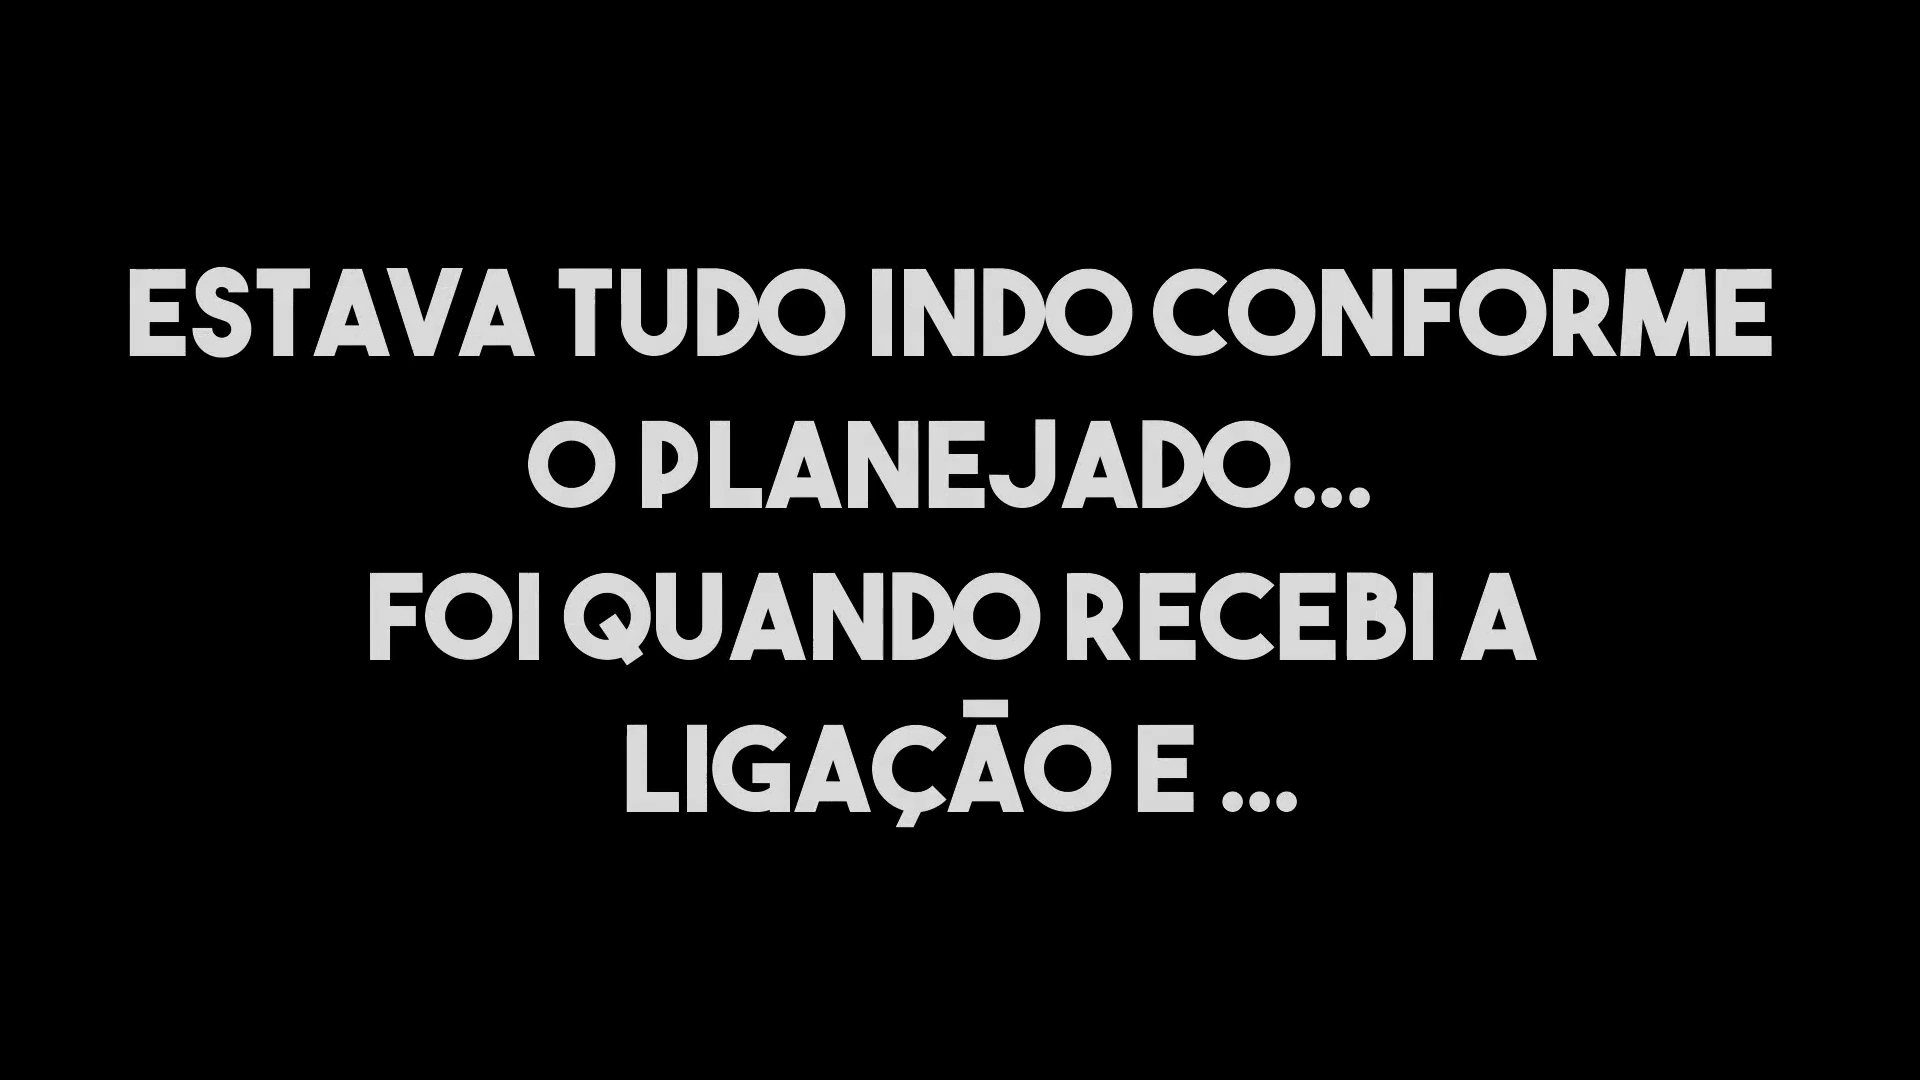 ESTAVA TUDO INDO CONFORME
O PLANEJADO...
FOI QUANDO RECEBI A
LIGAÇÃO E ...